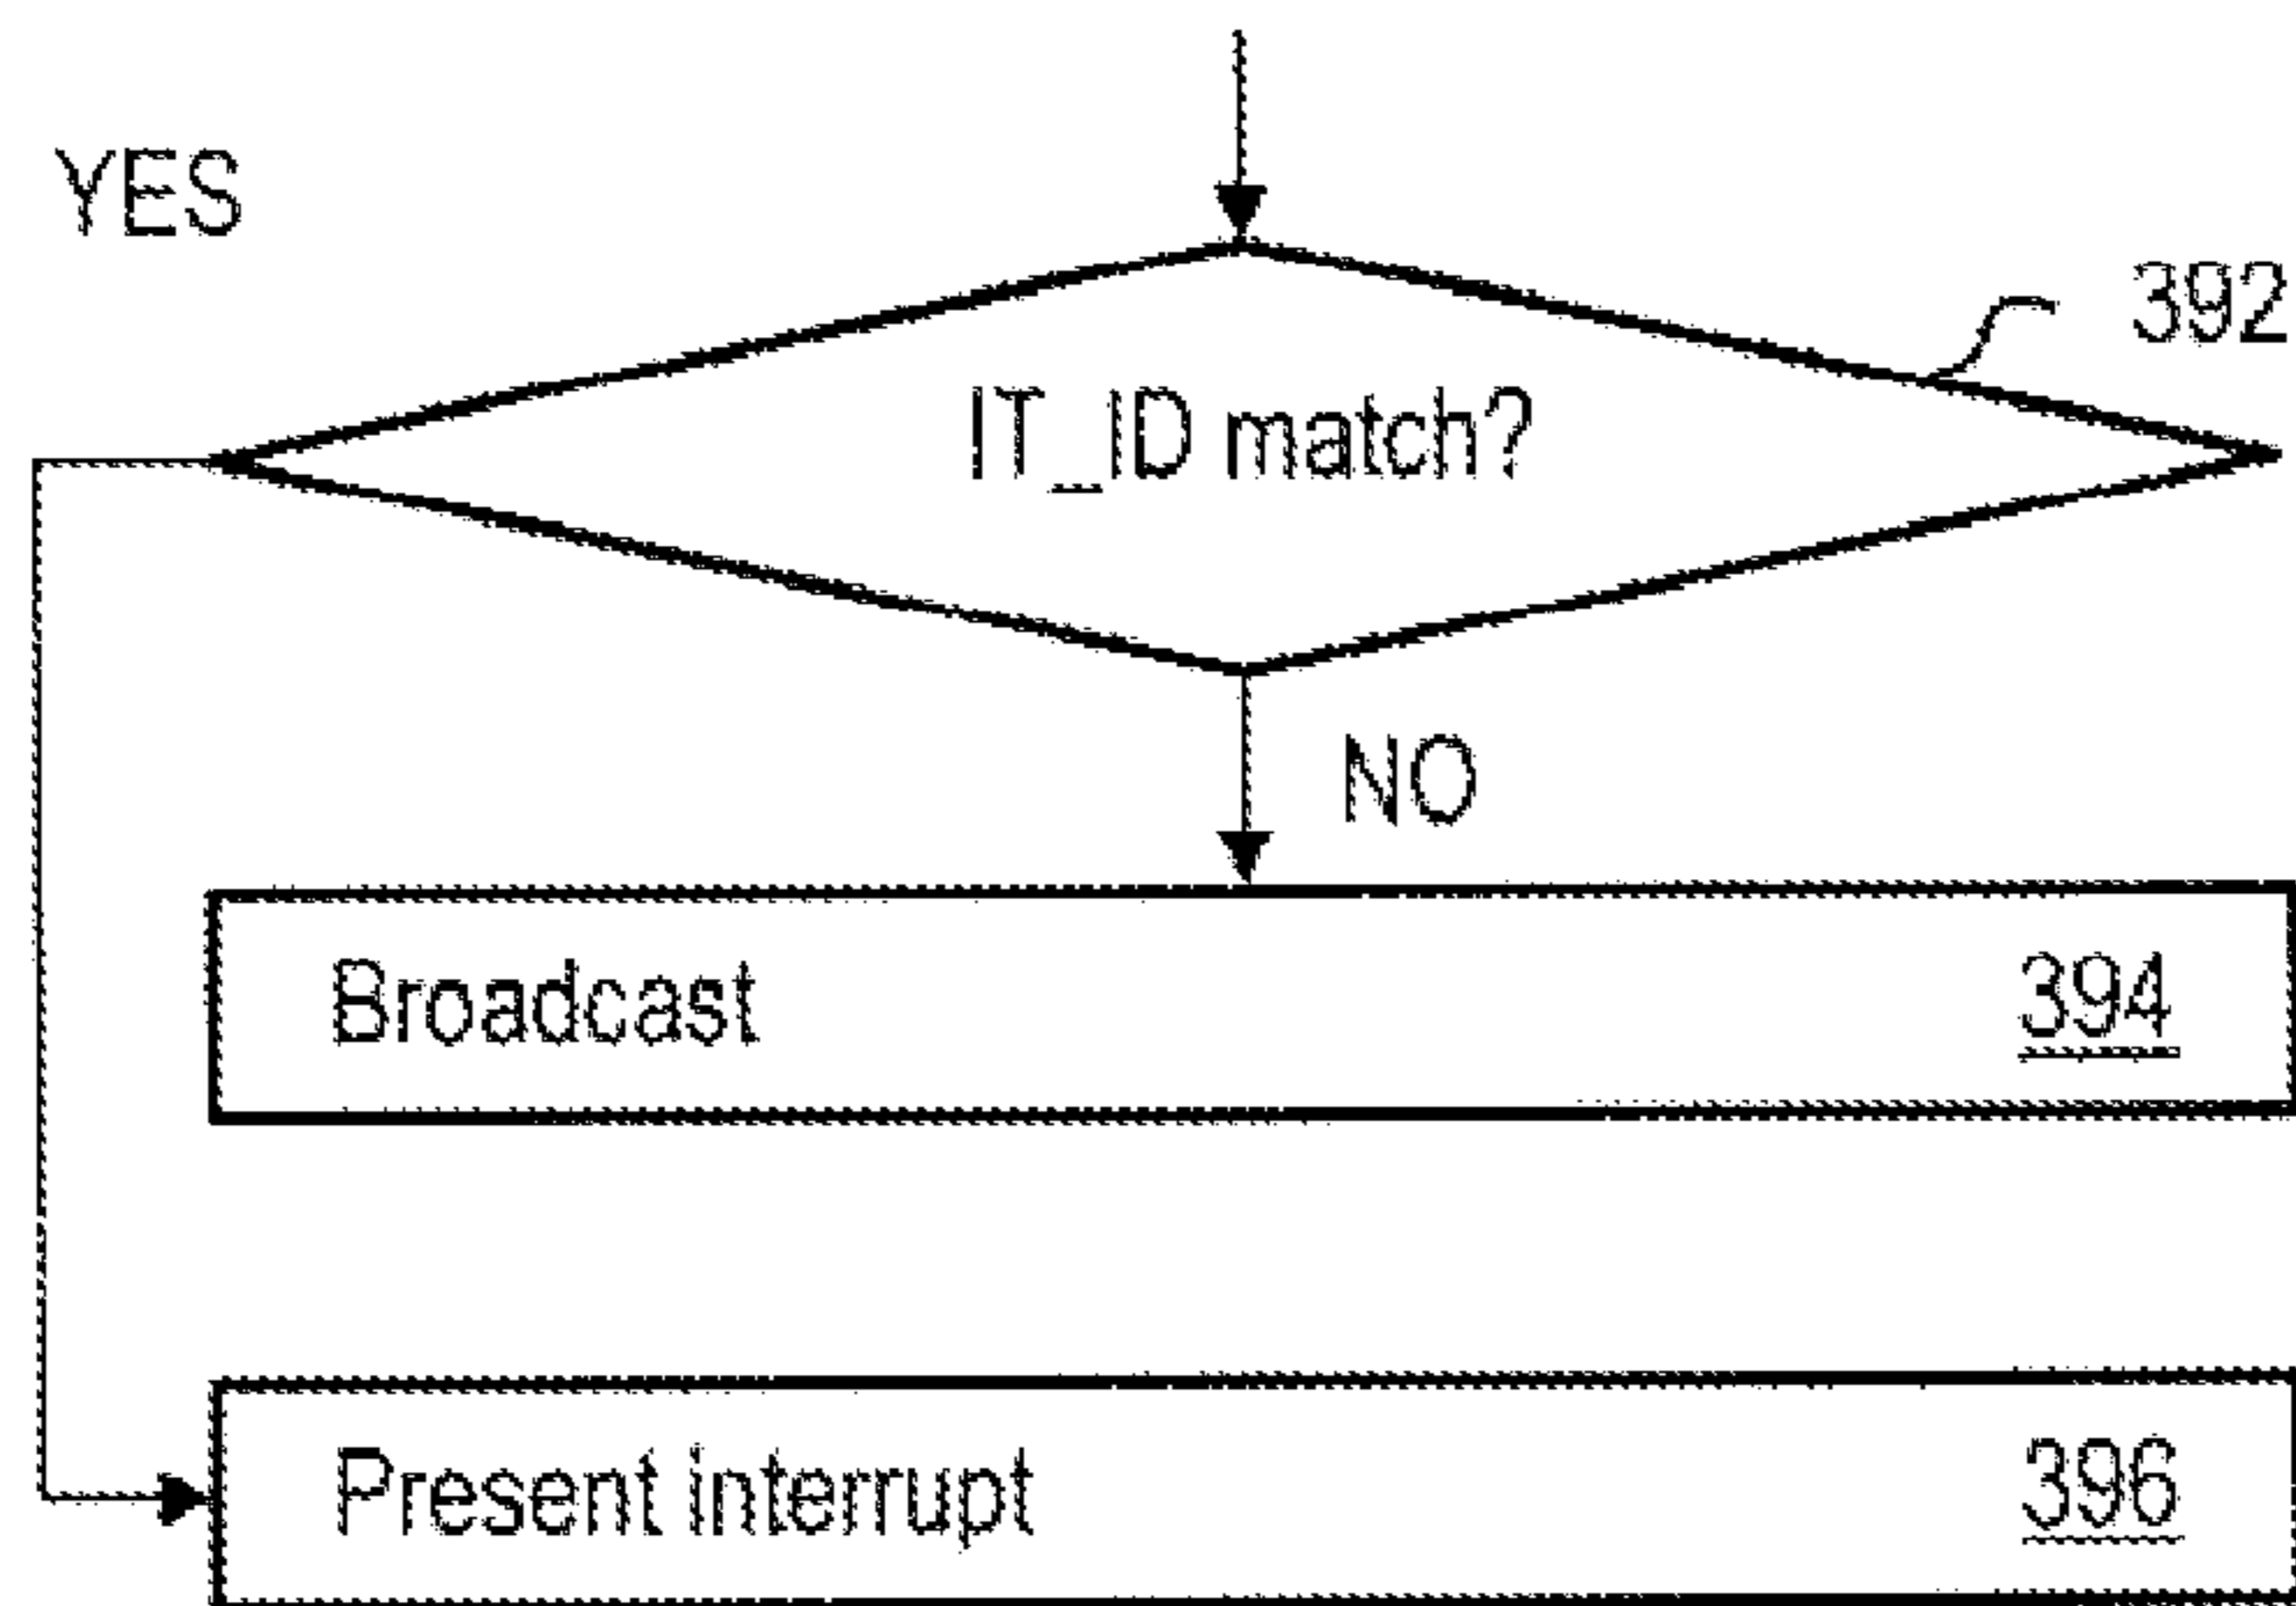 YES
392
IT_ID match?
NO
Broadcast 394
Present interrupt 396